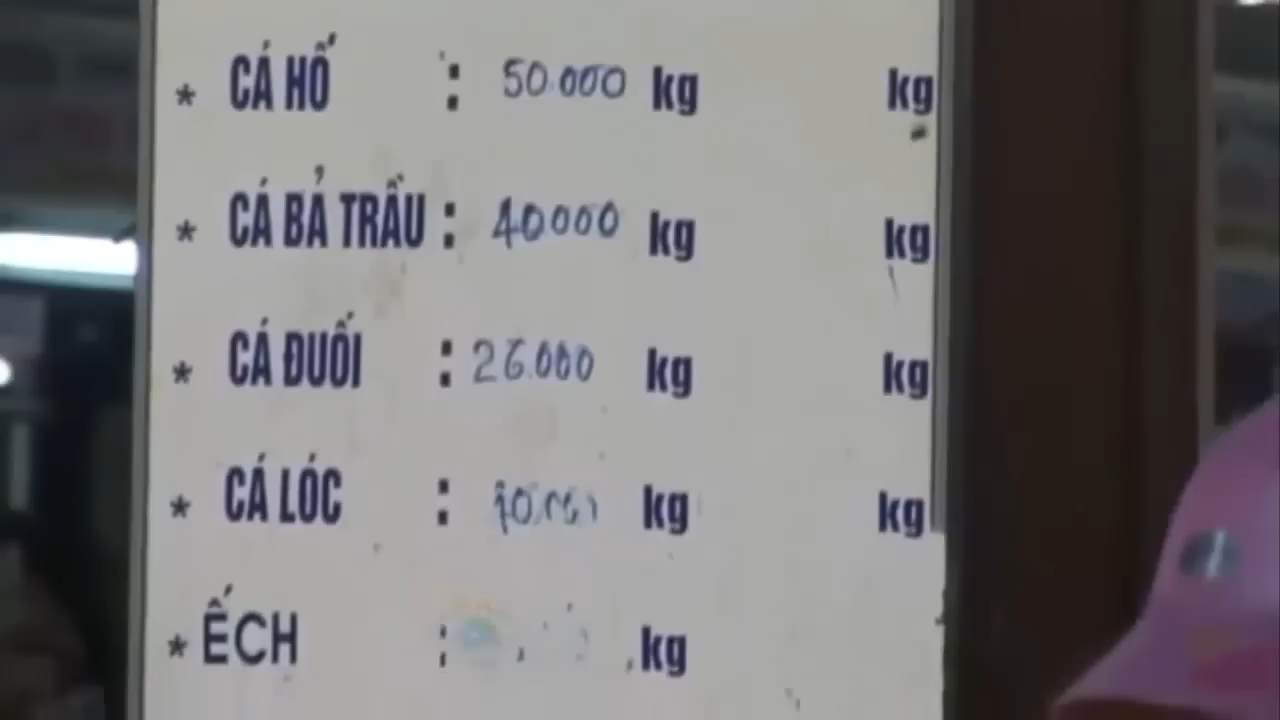 * CÁ HỐ : 50.000 kg kg
* CÁ BẢ TRẦU : 40000 kg kg
* CÁ ĐUỐI : 26.000 kg kg
* CÁ LÓC : kg kg
* ẾCH : kg